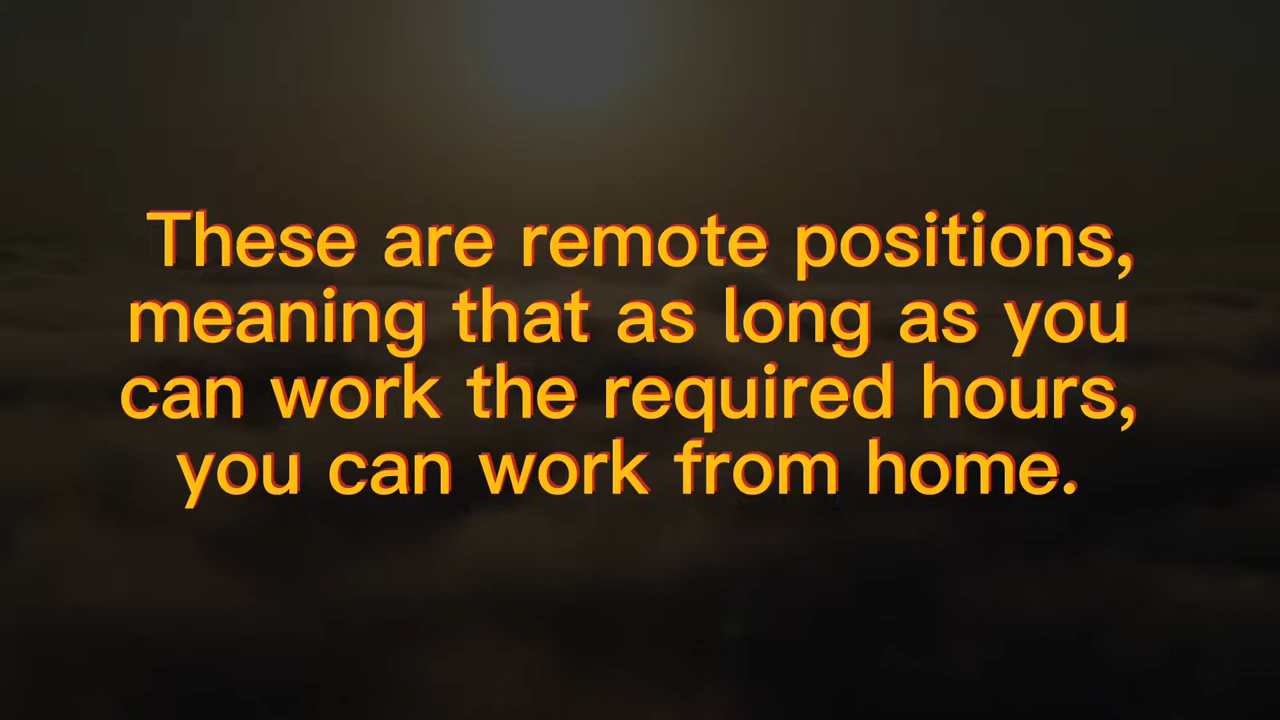 These are remote positions,
meaning that as long as you
can work the required hours,
you can work from home.